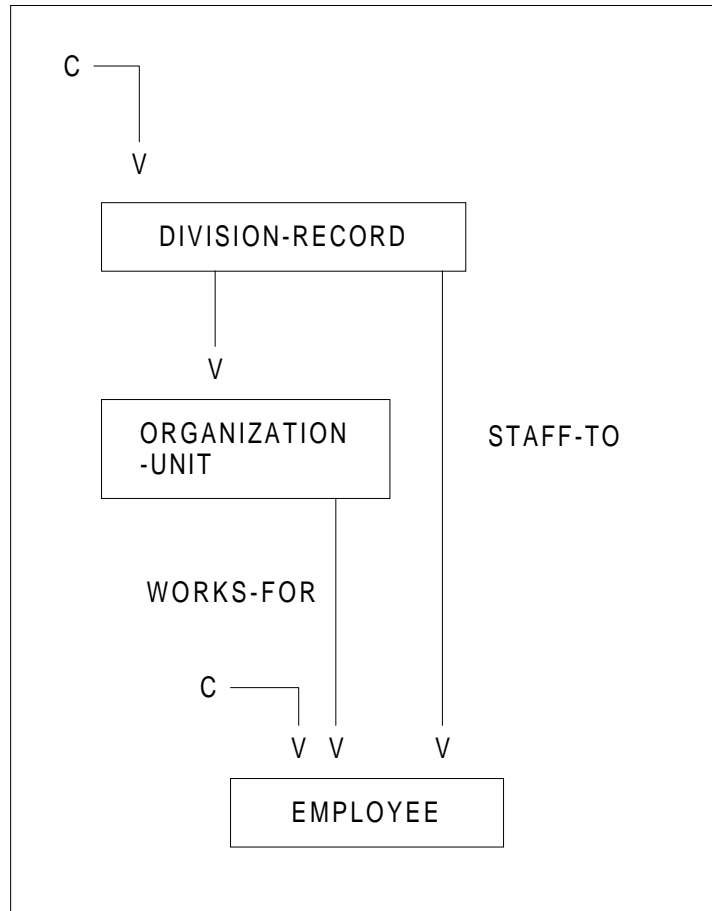 C
V
DIVISION-RECORD
V
ORGANIZATION
-UNIT
STAFF-TO
WORKS-FOR
C
V V V
EMPLOYEE